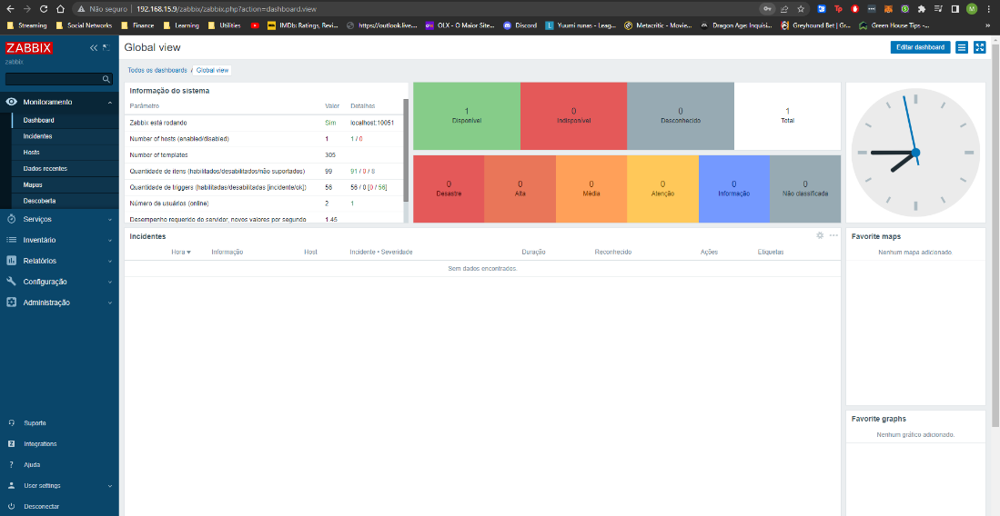 Não seguro 192.168.15.9/zabbix/zabbix.php?action=dashboard.view
M
Streaming Social Networks Finance Learning Utilities IMDb: Ratings, Revi... https://outlook.live.... OLX - O Maior Site... Discord Yuumi runas - Leag... Metacritic - Movie... Dragon Age: Inquisi... Greyhound Bet | Gr... Green House Tips -... »
ZABBIX
zabbix
Monitoramento
Dashboard
Incidentes
Hosts
Dados recentes
Mapas
Descoberta
Serviços
Inventário
Relatórios
Configuração
Administração
Suporte
Integrations
Ajuda
User settings
Desconectar
Global view
Editar dashboard
Todos os dashboards / Global view
Informação do sistema
Parâmetro Valor Detalhes
Zabbix está rodando Sim localhost:10051
Number of hosts (enabled/disabled) 1 1 / 0
Number of templates 305
Quantidade de itens (habilitados/desabilitados/não suportados) 99 91 / 0 / 8
Quantidade de triggers (habilitadas/desabilitadas [incidente/ok]) 56 56 / 0 [0 / 56]
Número de usuários (online) 2 1
Desempenho requerido do servidor, novos valores por segundo 1.45
1 Disponível
0 Indisponível
0 Desconhecido
1 Total
0 Desastre
0 Alta
0 Média
0 Atenção
0 Informação
0 Não classificada
Incidentes
Hora Informação Host Incidente • Severidade Duração Reconhecido Ações Etiquetas
Sem dados encontrados.
Favorite maps
Nenhum mapa adicionado.
Favorite graphs
Nenhum gráfico adicionado.